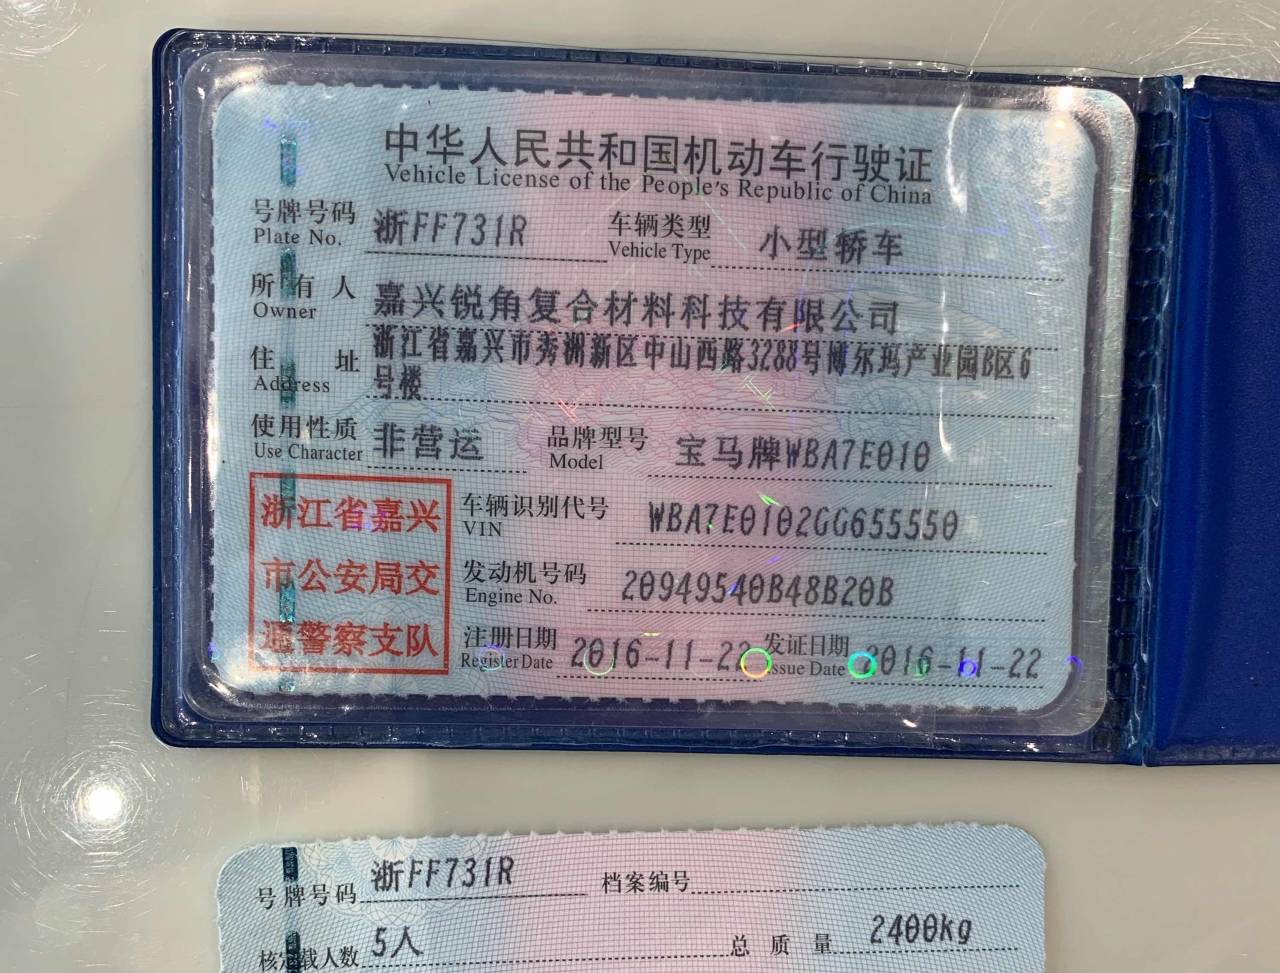 中华人民共和国机动车行驶证
Vehicle License of the People's Republic of China
号牌号码 浙FF731R 车辆类型 小型轿车
Plate No. Vehicle Type
所有人 嘉兴锐角复合材料科技有限公司
Owner
住址 浙江省嘉兴市秀洲新区中山西路3288号博尔玛产业园B区6
Address 号楼
使用性质 非营运 品牌型号 宝马牌WBA7E010
Use Character Model
浙江省嘉兴 车辆识别代号 WBA7E0102GG655550
VIN
市公安局交 发动机号码 20949540B48B20B
Engine No.
通警察支队 注册日期 2016-11-22 发证日期 2016-11-22
Register Date Issue Date
号牌号码 浙FF731R 档案编号
核定载人数 5人 总质量 2400kg